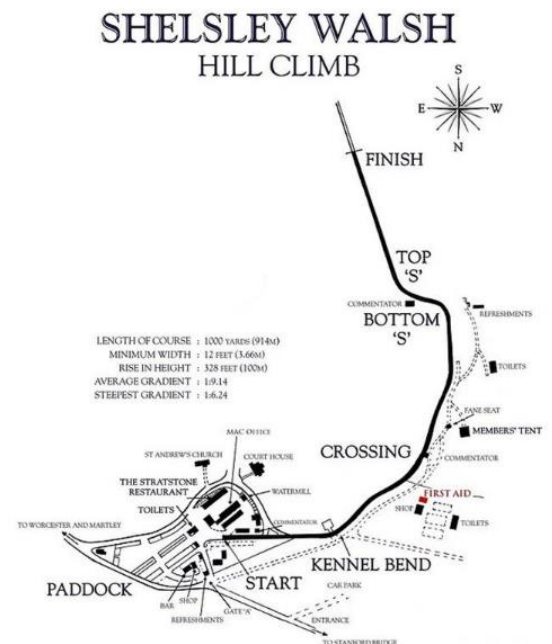 SHELSLEY WALSH
HILL CLIMB
S
E
W
N
FINISH
TOP
'S'
COMMENTATOR
BOTTOM
'S'
REFRESHMENTS
LENGTH OF COURSE : 1000 YARDS (914M)
MINIMUM WIDTH : 12 FEET (3.66M)
RISE IN HEIGHT : 328 FEET (100M)
AVERAGE GRADIENT : 1:9.14
STEEPEST GRADIENT : 1:6.24
TOILETS
FANE SEAT
MEMBERS' TENT
MAC OFFICE
CROSSING
COMMENTATOR
ST ANDREW'S CHURCH
COURT HOUSE
THE STRATSTONE
RESTAURANT
WATERMILL
FIRST AID
TOILETS
SHOP
TOILETS
COMMENTATOR
TO WORCESTER AND MARTLEY
KENNEL BEND
START
CAR PARK
PADDOCK
BAR
SHOP
REFRESHMENTS
GATE 'A'
ENTRANCE
TO STANFORD BRIDGE